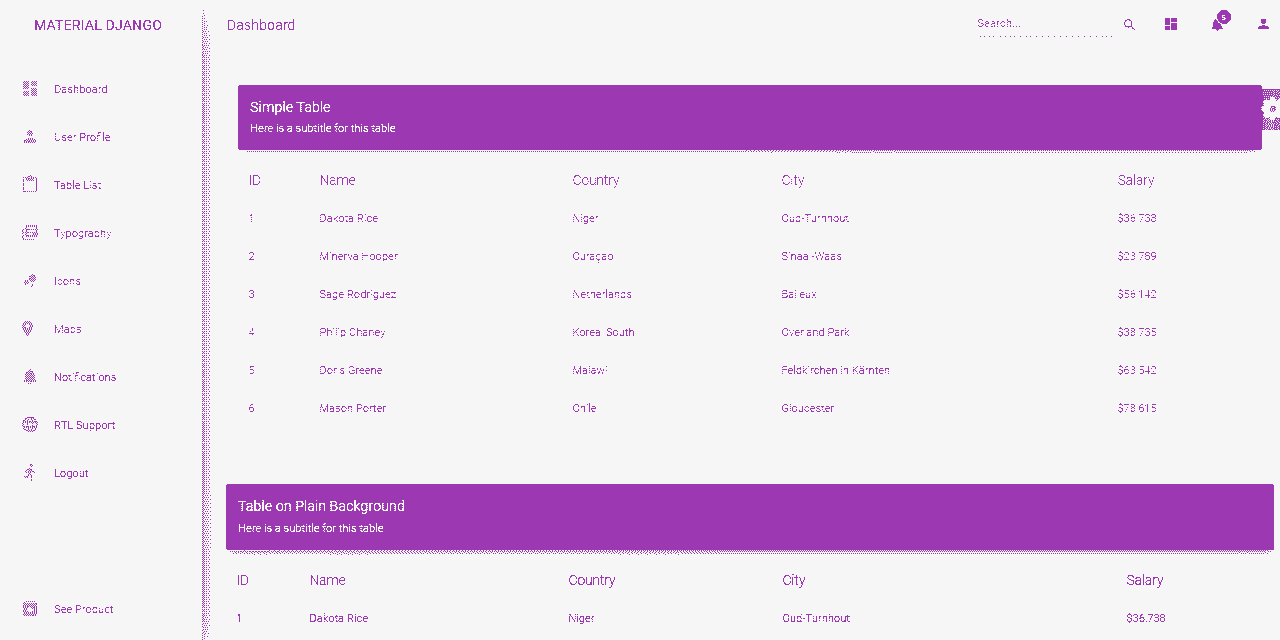 MATERIAL DJANGO
Dashboard
Search...
5
Dashboard
User Profile
Table List
Typography
Icons
Maps
Notifications
RTL Support
Logout
See Product
Simple Table
Here is a subtitle for this table
ID Name Country City Salary
1 Dakota Rice Niger Oud-Turnhout $36.738
2 Minerva Hooper Curaçao Sinaai-Waas $23.789
3 Sage Rodriguez Netherlands Baileux $56.142
4 Philip Chaney Korea, South Overland Park $38.735
5 Doris Greene Malawi Feldkirchen in Kärnten $63.542
6 Mason Porter Chile Gloucester $78.615
Table on Plain Background
Here is a subtitle for this table
ID Name Country City Salary
1 Dakota Rice Niger Oud-Turnhout $36.738